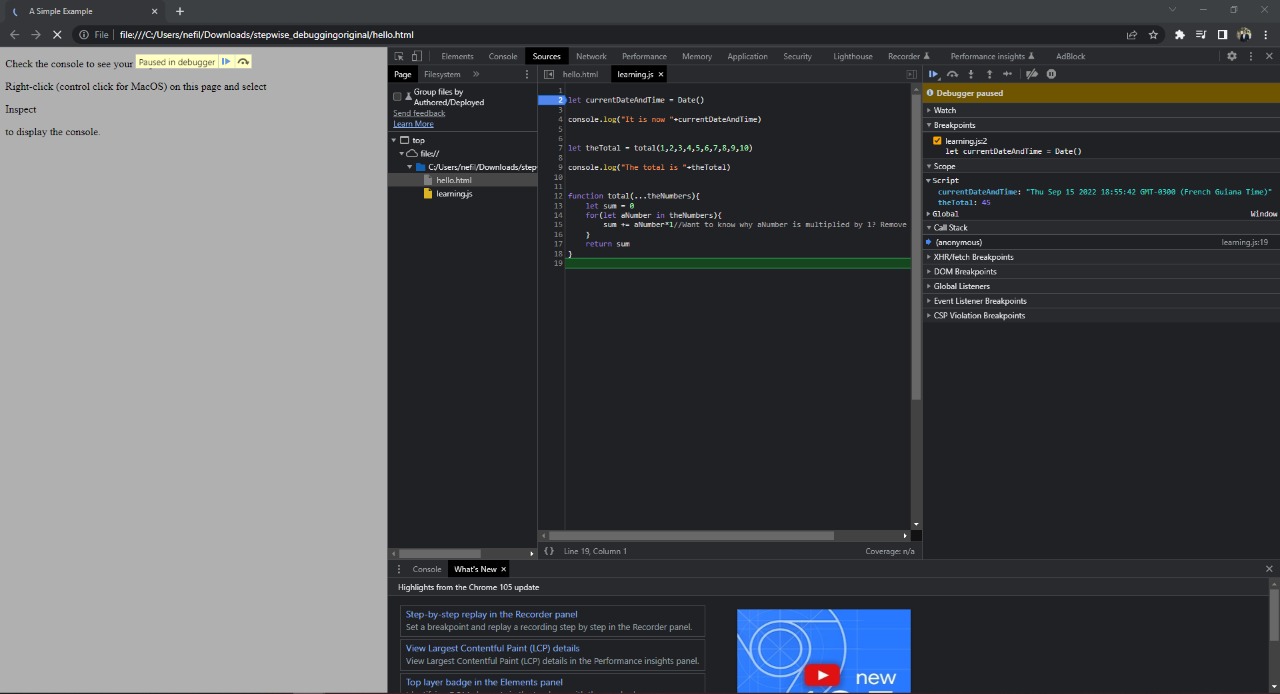 A Simple Example
File file:///C:/Users/nefil/Downloads/stepwise_debuggingoriginal/hello.html
Check the console to see your
Paused in debugger
Right-click (control click for MacOS) on this page and select
Inspect
to display the console.
Elements Console Sources Network Performance Memory Application Security Lighthouse Recorder Performance insights AdBlock
Page Filesystem »
Group files by
Authored/Deployed
Send feedback
Learn More
top
file://
C:/Users/nefil/Downloads/step
hello.html
learning.js
hello.html learning.js
1
2 let currentDateAndTime = Date()
3
4 console.log("It is now "+currentDateAndTime)
5
6
7 let theTotal = total(1,2,3,4,5,6,7,8,9,10)
8
9 console.log("The total is "+theTotal)
10
11
12 function total(...theNumbers){
13 let sum = 0
14 for(let aNumber in theNumbers){
15 sum += aNumber*1//Want to know why aNumber is multiplied by 1? Remove
16 }
17 return sum
18 }
19
{} Line 19, Column 1 Coverage: n/a
Debugger paused
Watch
Breakpoints
learning.js:2
let currentDateAndTime = Date()
Scope
Script
currentDateAndTime: "Thu Sep 15 2022 18:55:42 GMT-0300 (French Guiana Time)"
theTotal: 45
Global Window
Call Stack
(anonymous) learning.js:19
XHR/fetch Breakpoints
DOM Breakpoints
Global Listeners
Event Listener Breakpoints
CSP Violation Breakpoints
Console What's New
Highlights from the Chrome 105 update
Step-by-step replay in the Recorder panel
Set a breakpoint and replay a recording step by step in the Recorder panel.
View Largest Contentful Paint (LCP) details
View Largest Contentful Paint (LCP) details in the Performance insights panel.
Top layer badge in the Elements panel
new